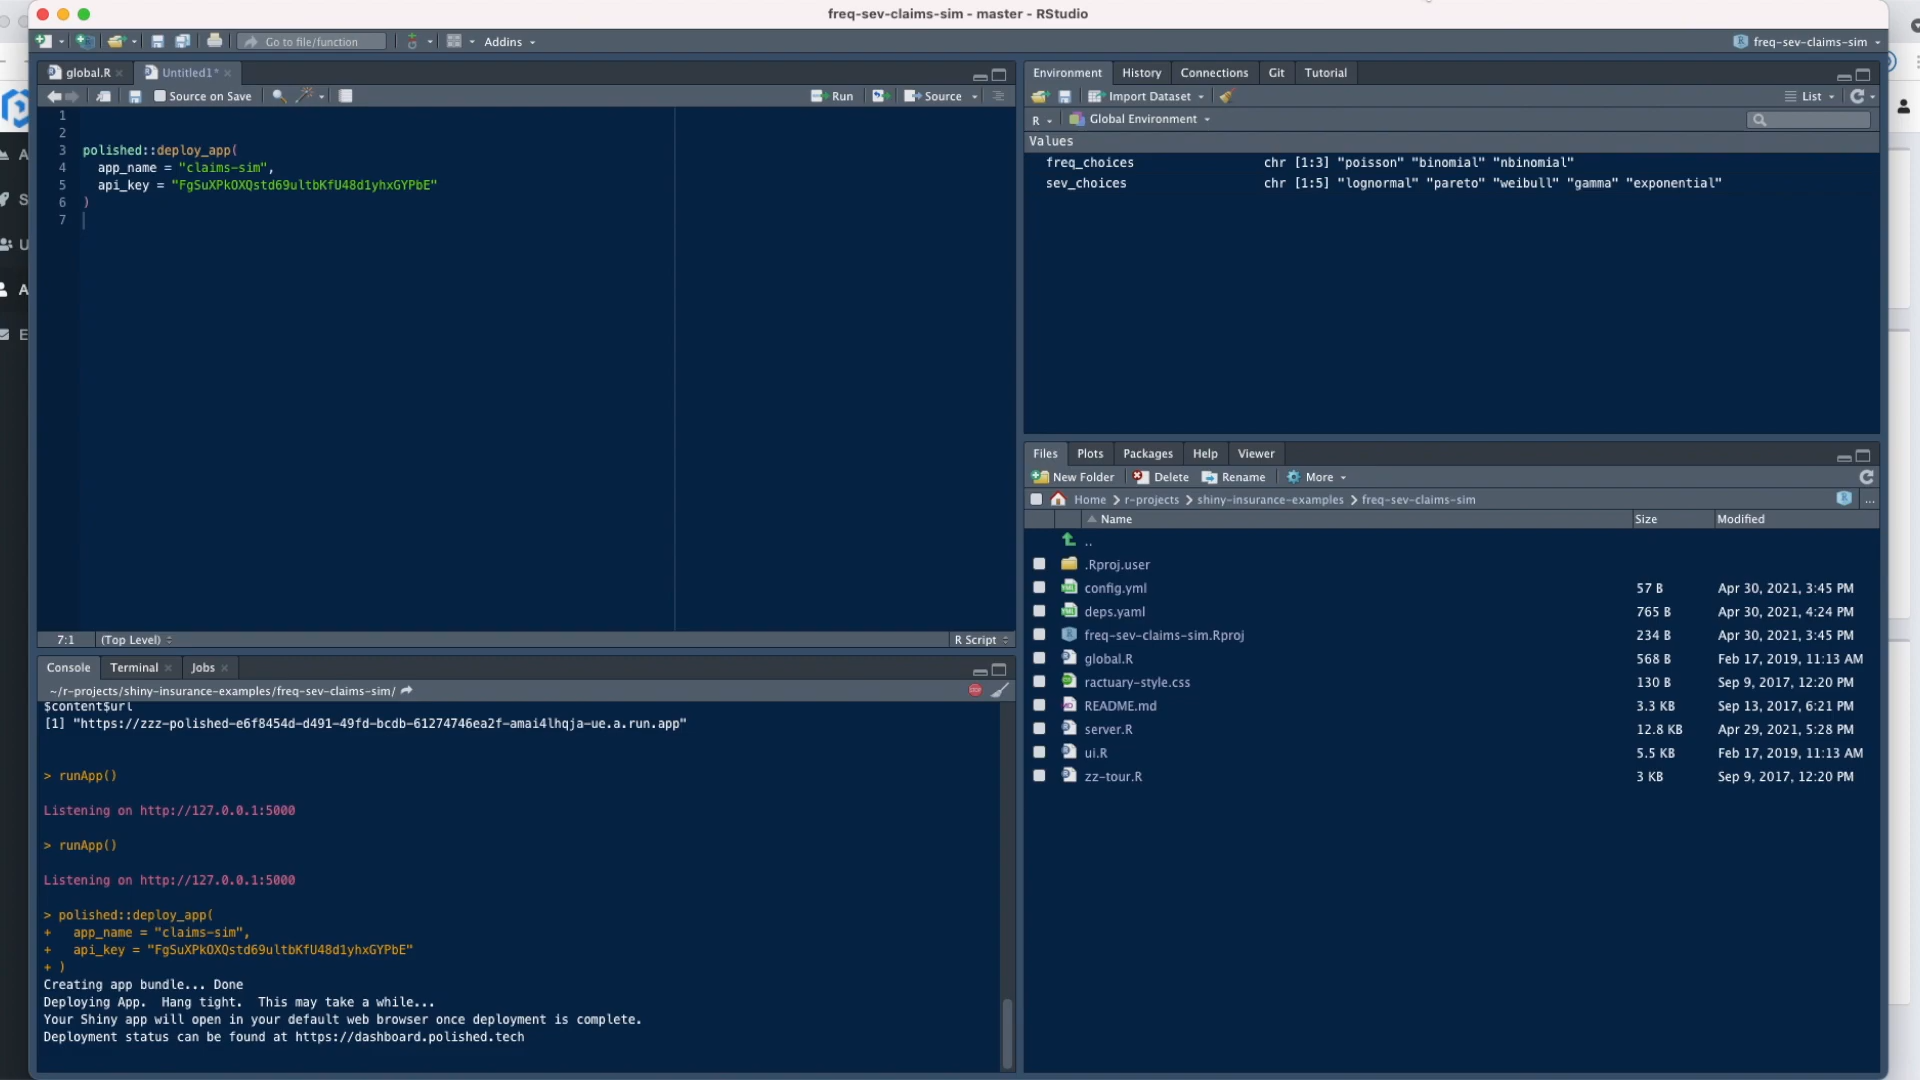 freq-sev-claims-sim - master - RStudio
Go to file/function
Addins
freq-sev-claims-sim
global.R
Untitled1*
Source on Save
Run
Source
1
2
3 polished::deploy_app(
4 app_name = "claims-sim",
5 api_key = "FgSuXPkOXQstd69ultbKfU48d1yhxGYPbE"
6 )
7
7:1
(Top Level)
R Script
Console
Terminal
Jobs
~/r-projects/shiny-insurance-examples/freq-sev-claims-sim/
$content$url
[1] "https://zzz-polished-e6f8454d-d491-49fd-bcdb-61274746ea2f-amai4lhqja-ue.a.run.app"
> runApp()
Listening on http://127.0.0.1:5000
> runApp()
Listening on http://127.0.0.1:5000
> polished::deploy_app(
+ app_name = "claims-sim",
+ api_key = "FgSuXPkOXQstd69ultbKfU48d1yhxGYPbE"
+ )
Creating app bundle... Done
Deploying App. Hang tight. This may take a while...
Your Shiny app will open in your default web browser once deployment is complete.
Deployment status can be found at https://dashboard.polished.tech
Environment
History
Connections
Git
Tutorial
Import Dataset
List
R
Global Environment
Values
freq_choices chr [1:3] "poisson" "binomial" "nbinomial"
sev_choices chr [1:5] "lognormal" "pareto" "weibull" "gamma" "exponential"
Files
Plots
Packages
Help
Viewer
New Folder
Delete
Rename
More
Home
r-projects
shiny-insurance-examples
freq-sev-claims-sim
...
Name Size Modified
..
.Rproj.user
config.yml 57 B Apr 30, 2021, 3:45 PM
deps.yaml 765 B Apr 30, 2021, 4:24 PM
freq-sev-claims-sim.Rproj 234 B Apr 30, 2021, 3:45 PM
global.R 568 B Feb 17, 2019, 11:13 AM
ractuary-style.css 130 B Sep 9, 2017, 12:20 PM
README.md 3.3 KB Sep 13, 2017, 6:21 PM
server.R 12.8 KB Apr 29, 2021, 5:28 PM
ui.R 5.5 KB Feb 17, 2019, 11:13 AM
zz-tour.R 3 KB Sep 9, 2017, 12:20 PM
A
S
U
A
E